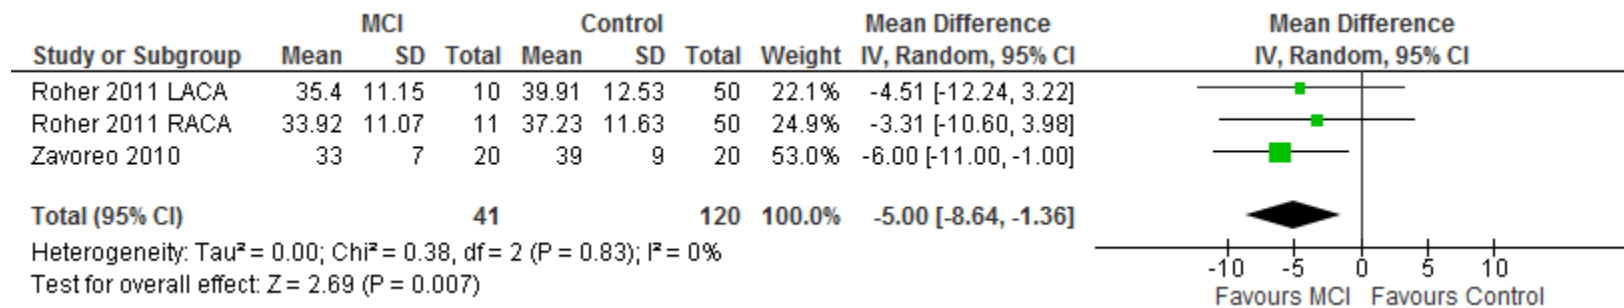 MCI Control Mean Difference Mean Difference
Study or Subgroup Mean SD Total Mean SD Total Weight IV, Random, 95% CI IV, Random, 95% CI
Roher 2011 LACA 35.4 11.15 10 39.91 12.53 50 22.1% -4.51 [-12.24, 3.22]
Roher 2011 RACA 33.92 11.07 11 37.23 11.63 50 24.9% -3.31 [-10.60, 3.98]
Zavoreo 2010 33 7 20 39 9 20 53.0% -6.00 [-11.00, -1.00]
Total (95% CI) 41 120 100.0% -5.00 [-8.64, -1.36]
Heterogeneity: Tau² = 0.00; Chi² = 0.38, df = 2 (P = 0.83); I² = 0%
Test for overall effect: Z = 2.69 (P = 0.007)
-10 -5 0 5 10
Favours MCI Favours Control